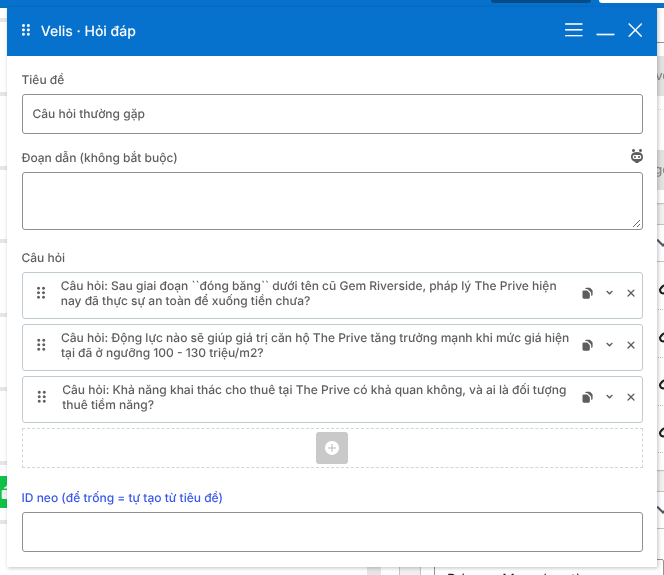 Velis · Hỏi đáp
Tiêu đề
Câu hỏi thường gặp
Đoạn dẫn (không bắt buộc)
Câu hỏi
Câu hỏi: Sau giai đoạn ``đóng băng`` dưới tên cũ Gem Riverside, pháp lý The Prive hiện
nay đã thực sự an toàn để xuống tiền chưa?
Câu hỏi: Động lực nào sẽ giúp giá trị căn hộ The Prive tăng trưởng mạnh khi mức giá hiện
tại đã ở ngưỡng 100 - 130 triệu/m2?
Câu hỏi: Khả năng khai thác cho thuê tại The Prive có khả quan không, và ai là đối tượng
thuê tiềm năng?
ID neo (để trống = tự tạo từ tiêu đề)